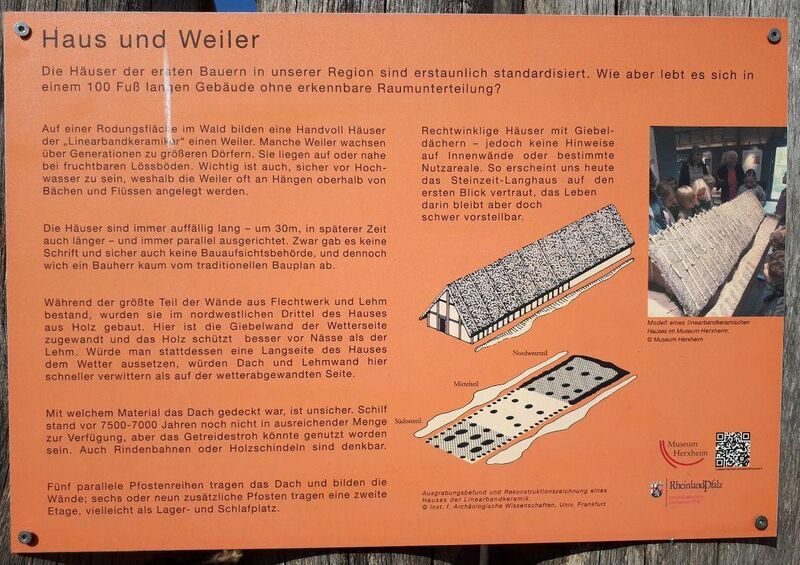 Haus und Weiler
Die Häuser der ersten Bauern in unserer Region sind erstaunlich standardisiert. Wie aber lebt es sich in
einem 100 Fuß langen Gebäude ohne erkennbare Raumunterteilung?
Auf einer Rodungsfläche im Wald bilden eine Handvoll Häuser
der „Linearbandkeramiker“ einen Weiler. Manche Weiler wachsen
über Generationen zu größeren Dörfern. Sie liegen auf oder nahe
bei fruchtbaren Lössböden. Wichtig ist auch, sicher vor Hoch-
wasser zu sein, weshalb die Weiler oft an Hängen oberhalb von
Bächen und Flüssen angelegt werden.
Die Häuser sind immer auffällig lang – um 30m, in späterer Zeit
auch länger – und immer parallel ausgerichtet. Zwar gab es keine
Schrift und sicher auch keine Bauaufsichtsbehörde, und dennoch
wich ein Bauherr kaum vom traditionellen Bauplan ab.
Während der größte Teil der Wände aus Flechtwerk und Lehm
bestand, wurden sie im nordwestlichen Drittel des Hauses
aus Holz gebaut. Hier ist die Giebelwand der Wetterseite
zugewandt und das Holz schützt besser vor Nässe als der
Lehm. Würde man stattdessen eine Langseite des Hauses
dem Wetter aussetzen, würden Dach und Lehmwand hier
schneller verwittern als auf der wetterabgewandten Seite.
Mit welchem Material das Dach gedeckt war, ist unsicher. Schilf
stand vor 7500-7000 Jahren noch nicht in ausreichender Menge
zur Verfügung, aber das Getreidestroh könnte genutzt worden
sein. Auch Rindenbahnen oder Holzschindeln sind denkbar.
Fünf parallele Pfostenreihen tragen das Dach und bilden die
Wände; sechs oder neun zusätzliche Pfosten tragen eine zweite
Etage, vielleicht als Lager- und Schlafplatz.
Rechtwinklige Häuser mit Giebel-
dächern – jedoch keine Hinweise
auf Innenwände oder bestimmte
Nutzareale. So erscheint uns heute
das Steinzeit-Langhaus auf den
ersten Blick vertraut, das Leben
darin bleibt aber doch
schwer vorstellbar.
Nordwestteil
Mittelteil
Südostteil
Ausgrabungsbefund und Rekonstruktionszeichnung eines
Hauses der Linearbandkeramik.
© Inst. f. Archäologische Wissenschaften, Univ. Frankfurt
Modell eines linearbandkeramischen
Hauses im Museum Herxheim,
© Museum Herxheim
Museum
Herxheim
RheinlandPfalz